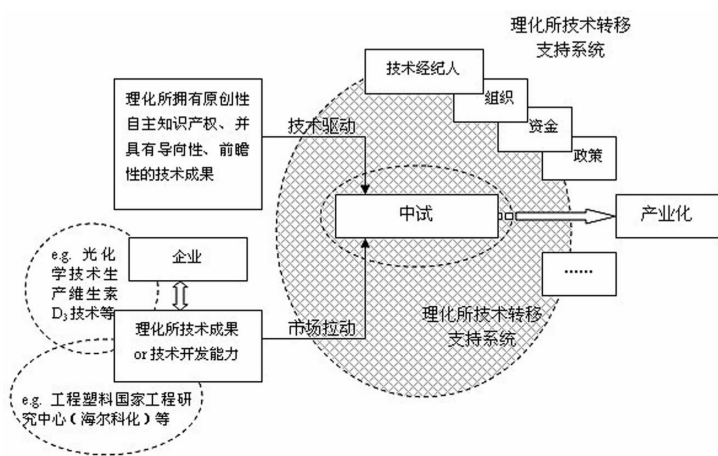 理化所技术转移
支持系统
技术经纪人
组织
资金
政策
理化所拥有原创性
自主知识产权、并
具有导向性、前瞻
性的技术成果
技术驱动
中试
产业化
e.g. 光化
学技术生
产维生素
D₃技术等
企业
……
理化所技术成果
or 技术开发能力
市场拉动
理化所技术转移
支持系统
e.g. 工程塑料国家工程研
究中心（海尔科化）等